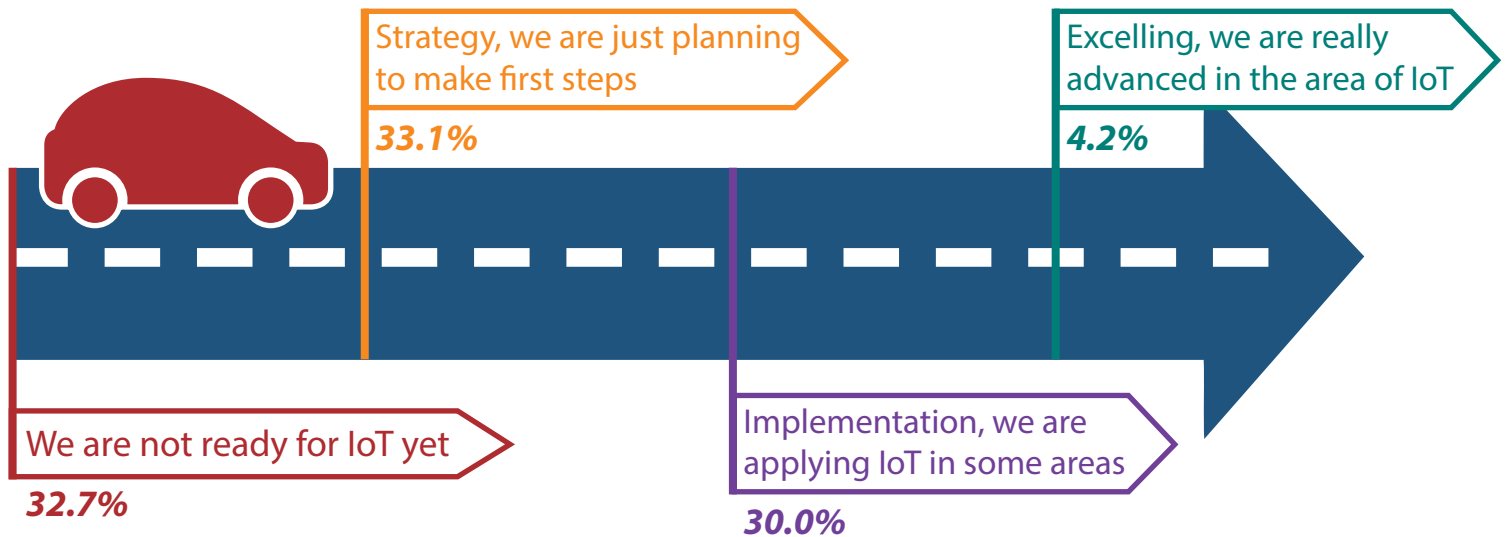 Strategy, we are just planning
to make first steps
33.1%
Excelling, we are really
advanced in the area of IoT
4.2%
We are not ready for IoT yet
32.7%
Implementation, we are
applying IoT in some areas
30.0%